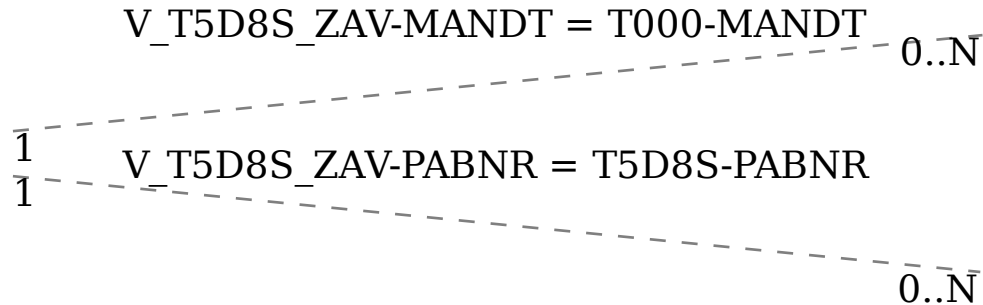 V_T5D8S_ZAV-MANDT = T000-MANDT
0..N
1
V_T5D8S_ZAV-PABNR = T5D8S-PABNR
1
0..N